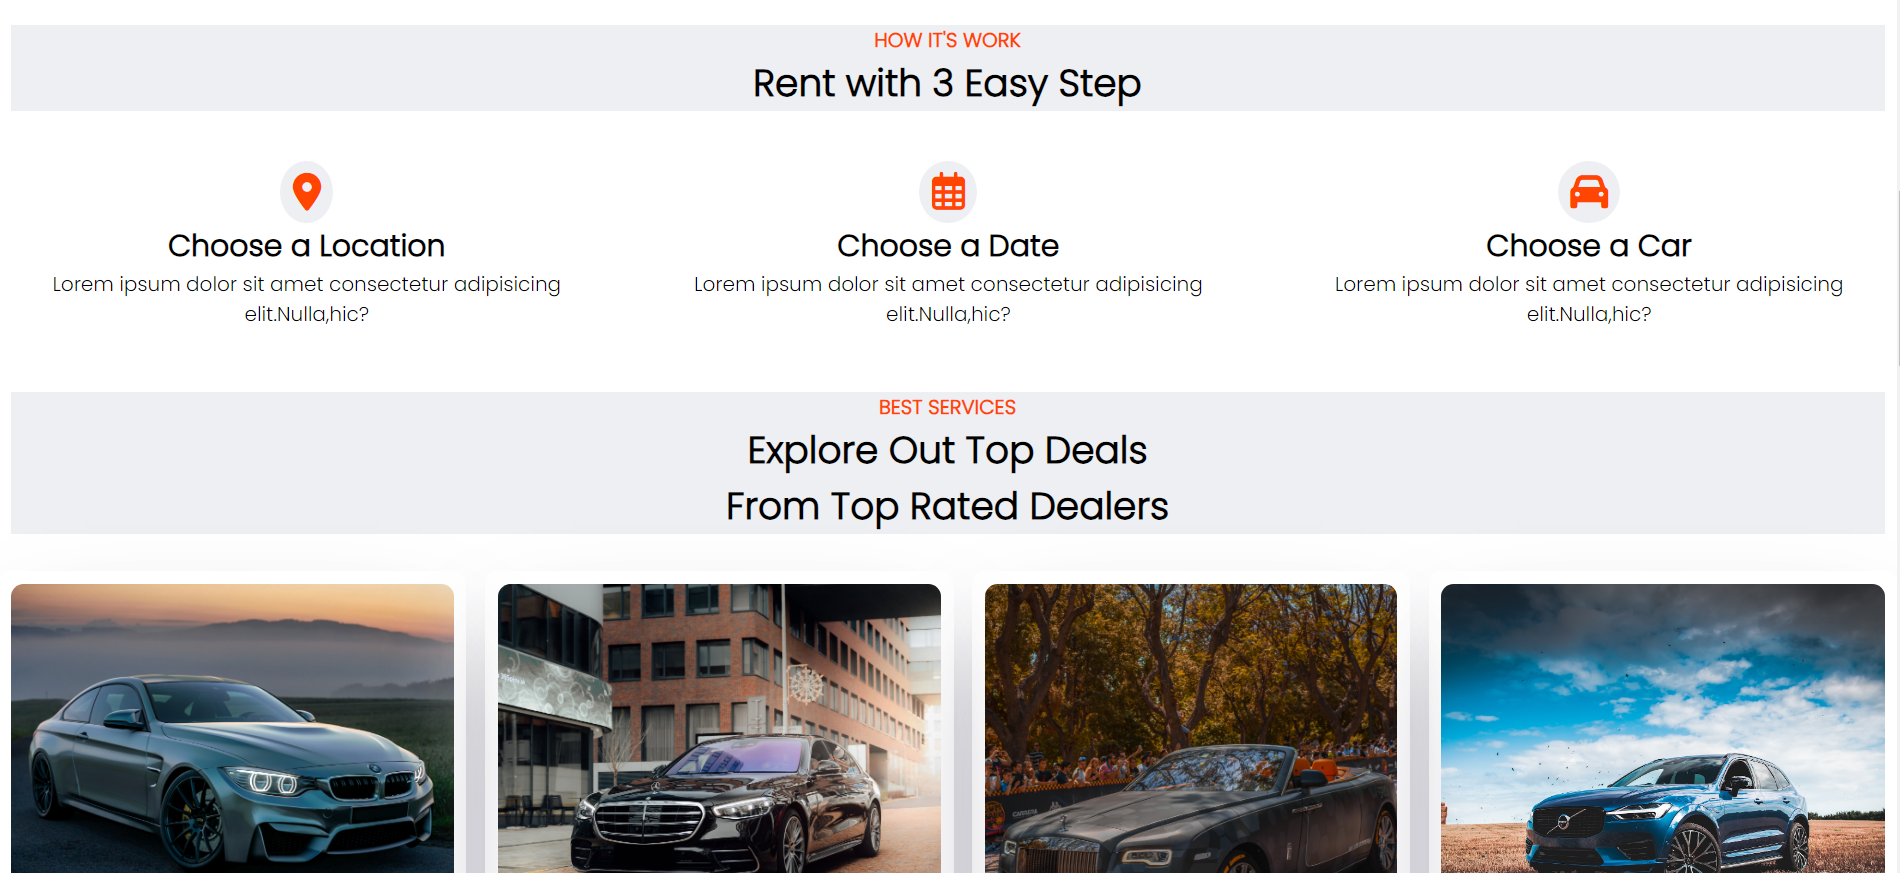 HOW IT'S WORK
Rent with 3 Easy Step
Choose a Location
Lorem ipsum dolor sit amet consectetur adipisicing
elit.Nulla,hic?
Choose a Date
Lorem ipsum dolor sit amet consectetur adipisicing
elit.Nulla,hic?
Choose a Car
Lorem ipsum dolor sit amet consectetur adipisicing
elit.Nulla,hic?
BEST SERVICES
Explore Out Top Deals
From Top Rated Dealers